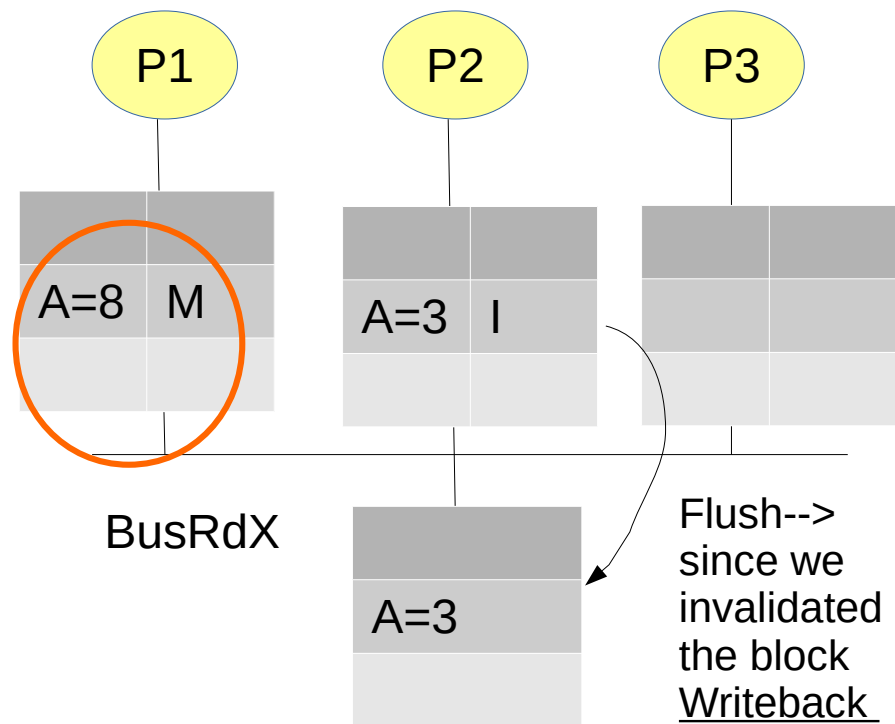 P1 P2 P3
A=8 M
A=3 I
BusRdX
A=3
Flush-->
since we
invalidated
the block
Writeback